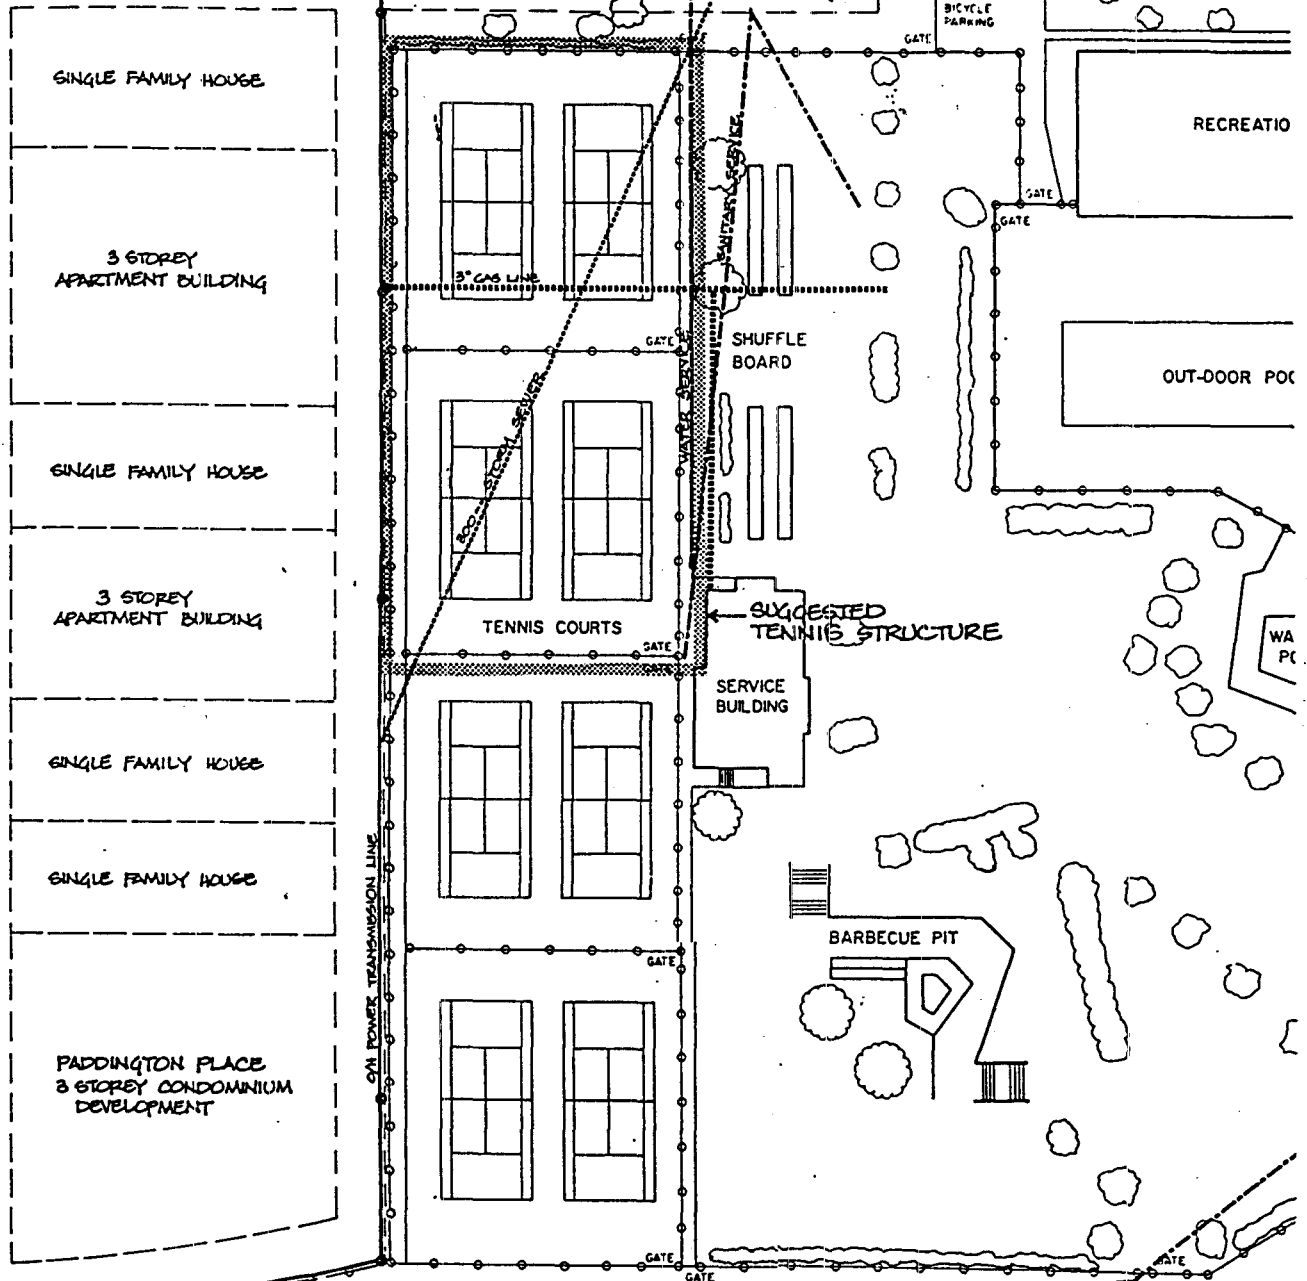 BICYCLE
PARKING
GATE
SINGLE FAMILY HOUSE
RECREATIO
SANITARY SERVICE
GATE
GATE
3 STOREY
APARTMENT BUILDING
3" GAS LINE
GATE
SHUFFLE
BOARD
WATER SERVICE
OUT-DOOR POO
STORM SEWER
SINGLE FAMILY HOUSE
3 STOREY
APARTMENT BUILDING
TENNIS COURTS
SUGGESTED
TENNIS STRUCTURE
GATE
GATE
WA
SERVICE
BUILDING
SINGLE FAMILY HOUSE
SINGLE FAMILY HOUSE
O/H POWER TRANSMISSION LINE
BARBECUE PIT
GATE
PADDINGTON PLACE
3 STOREY CONDOMINIUM
DEVELOPMENT
GATE
GATE
GATE